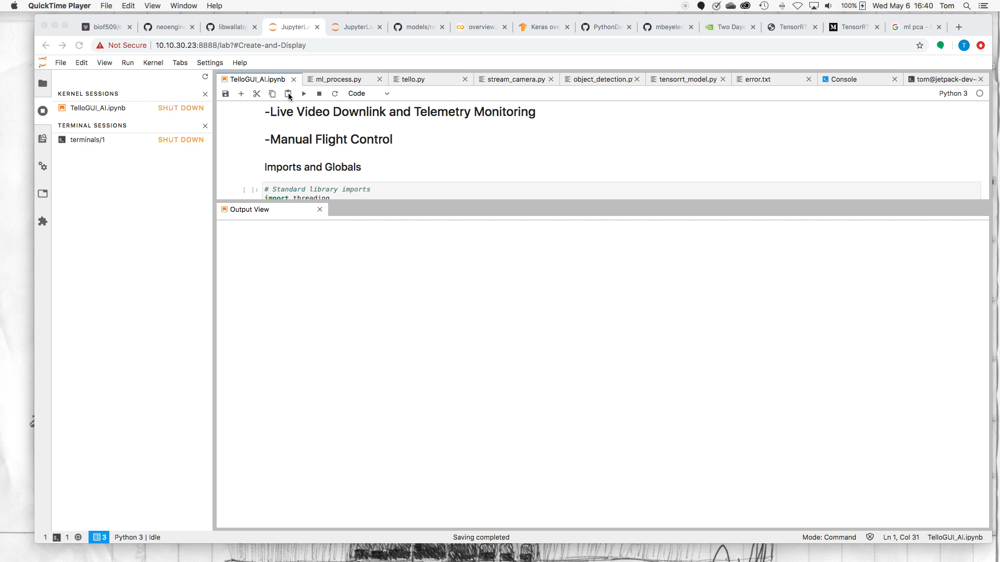 QuickTime Player File Edit View Window Help 100% Wed May 6 16:40 Tom
biof509/c neoengin libwallaby JupyterLa JupyterLa models/re overview. Keras ove PythonDa mbeyeler Two Days TensorRT TensorRT ml pca -
Not Secure 10.10.30.23:8888/lab?#Create-and-Display T
File Edit View Run Kernel Tabs Settings Help
TelloGUI_AI.ipynb ml_process.py tello.py stream_camera.py object_detection.py tensorrt_model.py error.txt Console tom@jetpack-dev-
KERNEL SESSIONS
Code Python 3
TelloGUI_AI.ipynb SHUT DOWN
TERMINAL SESSIONS
terminals/1 SHUT DOWN
-Live Video Downlink and Telemetry Monitoring
-Manual Flight Control
Imports and Globals
[ ]: # Standard library imports
import threading
Output View
1 1 3 Python 3 | Idle Saving completed Mode: Command Ln 1, Col 31 TelloGUI_AI.ipynb